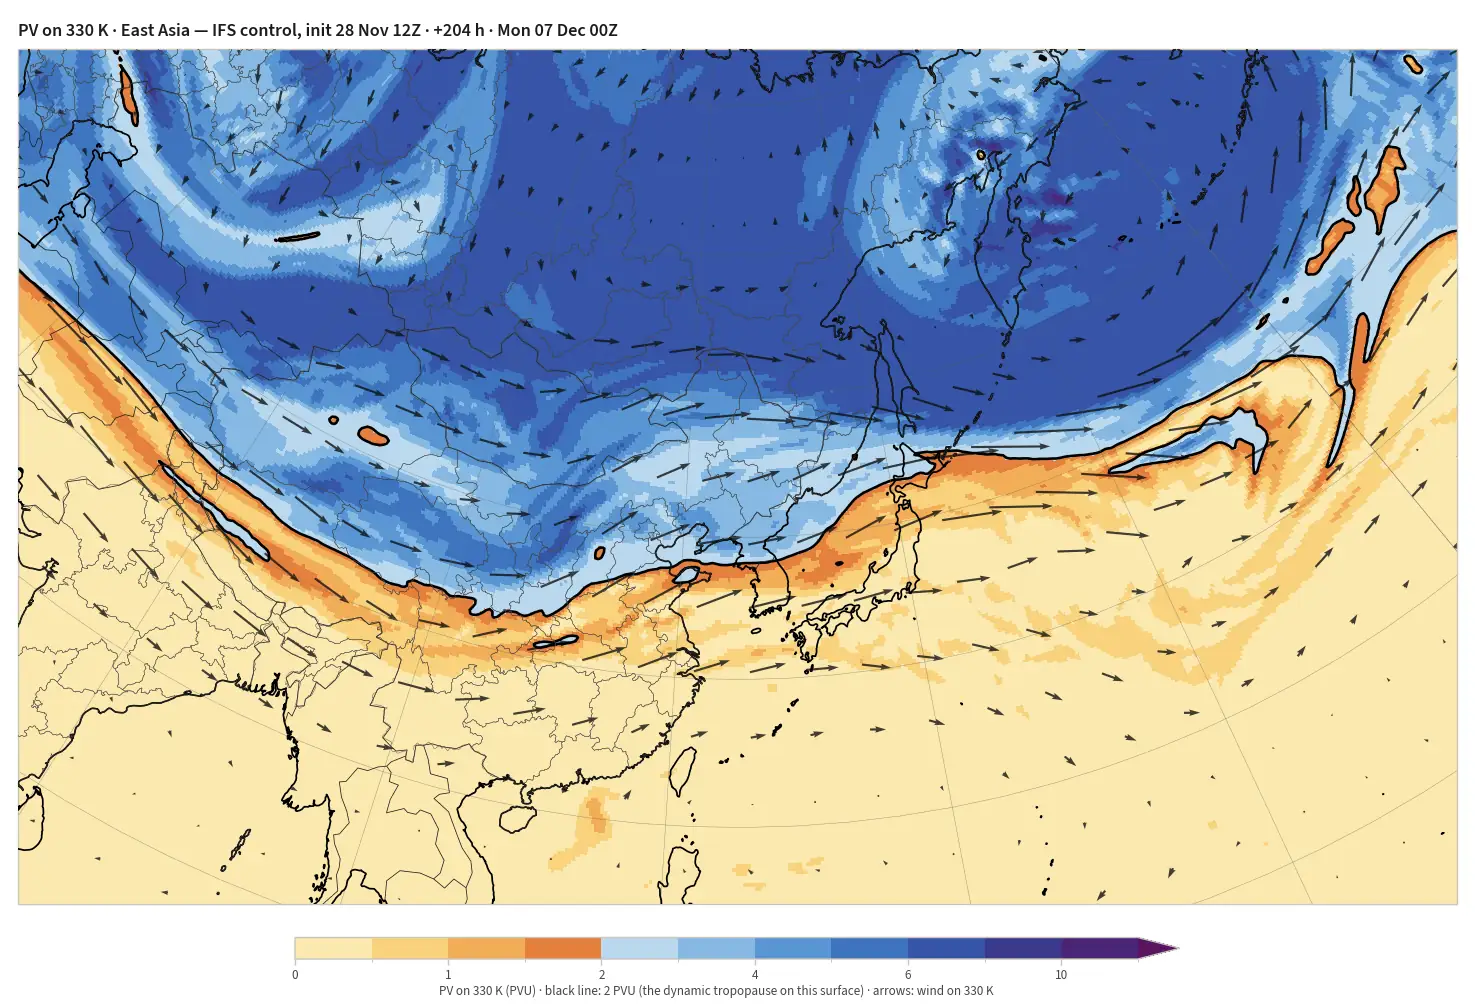 PV on 330 K · East Asia — IFS control, init 28 Nov 12Z · +204 h · Mon 07 Dec 00Z
0 1 2 4 6 10
PV on 330 K (PVU) · black line: 2 PVU (the dynamic tropopause on this surface) · arrows: wind on 330 K